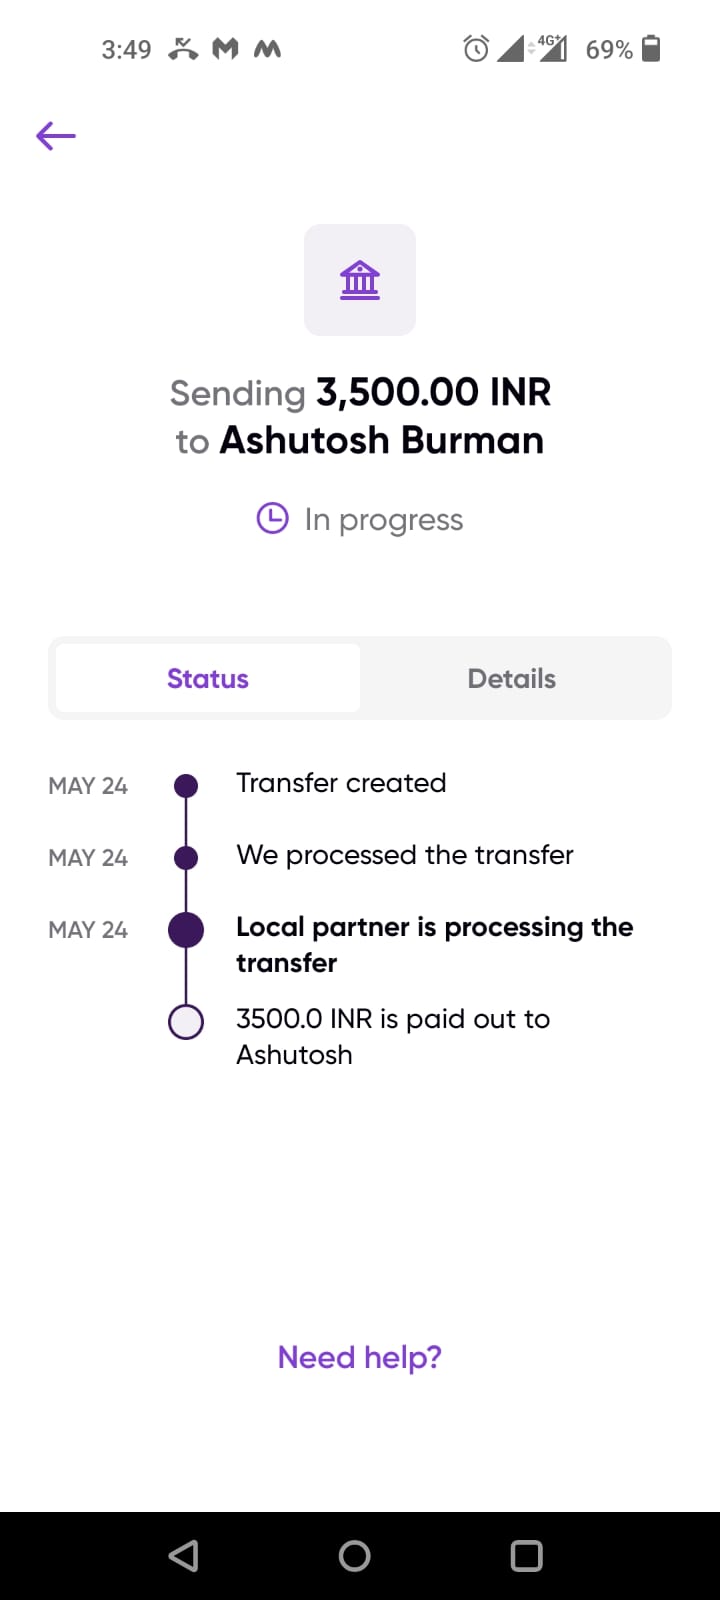 3:49
4G+
69%
Sending 3,500.00 INR
to Ashutosh Burman
In progress
Status
Details
MAY 24
Transfer created
MAY 24
We processed the transfer
MAY 24
Local partner is processing the
transfer
3500.0 INR is paid out to
Ashutosh
Need help?